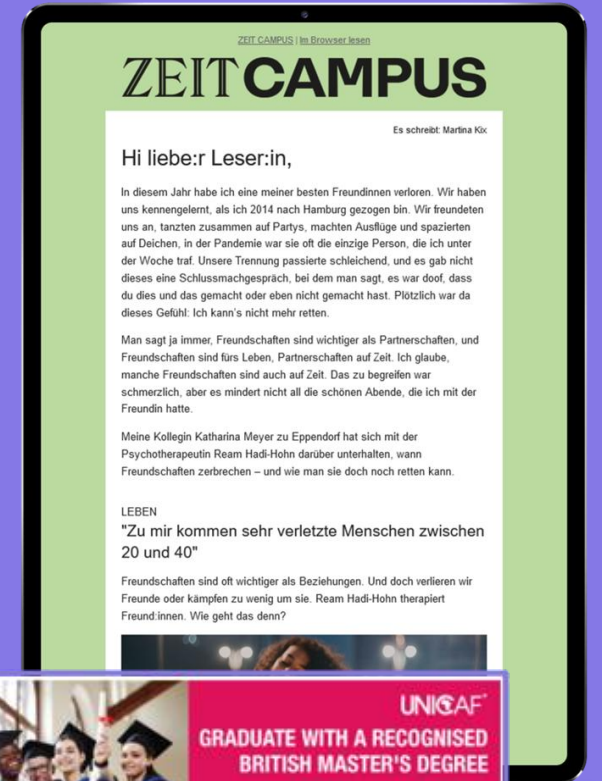 ZEIT CAMPUS | Im Browser lesen
ZEIT CAMPUS
Es schreibt: Martina Kix
Hi liebe:r Leser:in,
In diesem Jahr habe ich eine meiner besten Freundinnen verloren. Wir haben
uns kennengelernt, als ich 2014 nach Hamburg gezogen bin. Wir freundeten
uns an, tanzten zusammen auf Partys, machten Ausflüge und spazierten
auf Deichen, in der Pandemie war sie oft die einzige Person, die ich unter
der Woche traf. Unsere Trennung passierte schleichend, und es gab nicht
dieses eine Schlussmachgespräch, bei dem man sagt, es war doof, dass
du dies und das gemacht oder eben nicht gemacht hast. Plötzlich war da
dieses Gefühl: Ich kann's nicht mehr retten.
Man sagt ja immer, Freundschaften sind wichtiger als Partnerschaften, und
Freundschaften sind fürs Leben, Partnerschaften auf Zeit. Ich glaube,
manche Freundschaften sind auch auf Zeit. Das zu begreifen war
schmerzlich, aber es mindert nicht all die schönen Abende, die ich mit der
Freundin hatte.
Meine Kollegin Katharina Meyer zu Eppendorf hat sich mit der
Psychotherapeutin Ream Hadi-Hohn darüber unterhalten, wann
Freundschaften zerbrechen – und wie man sie doch noch retten kann.
LEBEN
"Zu mir kommen sehr verletzte Menschen zwischen
20 und 40"
Freundschaften sind oft wichtiger als Beziehungen. Und doch verlieren wir
Freunde oder kämpfen zu wenig um sie. Ream Hadi-Hohn therapiert
Freund:innen. Wie geht das denn?
UNICAF
GRADUATE WITH A RECOGNISED
BRITISH MASTER'S DEGREE